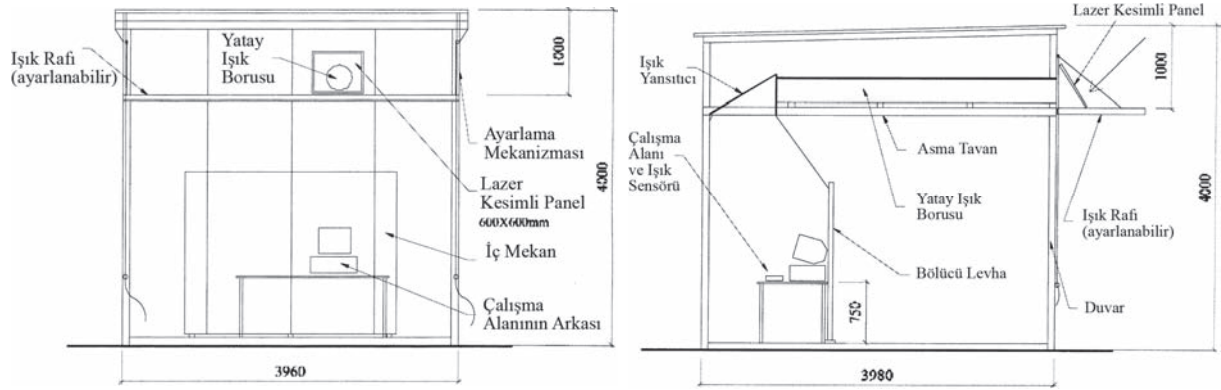 Işık Rafı
(ayarlanabilir)
Yatay
Işık
Borusu
1000
Ayarlama
Mekanizması
4000
Lazer
Kesimli Panel
600X600mm
İç Mekan
Çalışma
Alanının Arkası
3960
Lazer Kesimli Panel
Işık
Yansıtıcı
1000
Çalışma
Alanı
ve Işık
Sensörü
Asma Tavan
Yatay Işık
Borusu
Işık Rafı
(ayarlanabilir)
4000
Bölücü Levha
750
Duvar
3980